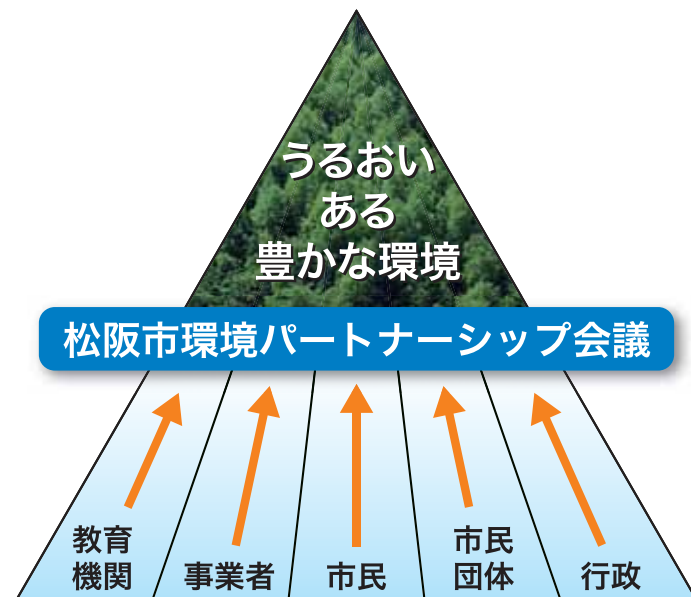 うるおい
ある
豊かな環境
松阪市環境パートナーシップ会議
教育
機関
事業者
市民
市民
団体
行政